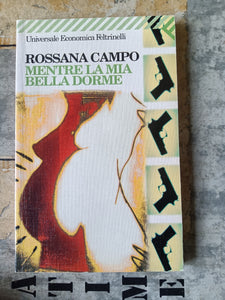 Universale Economica Feltrinelli
ROSSANA CAMPO
MENTRE LA MIA
BELLA DORME
A T I M E